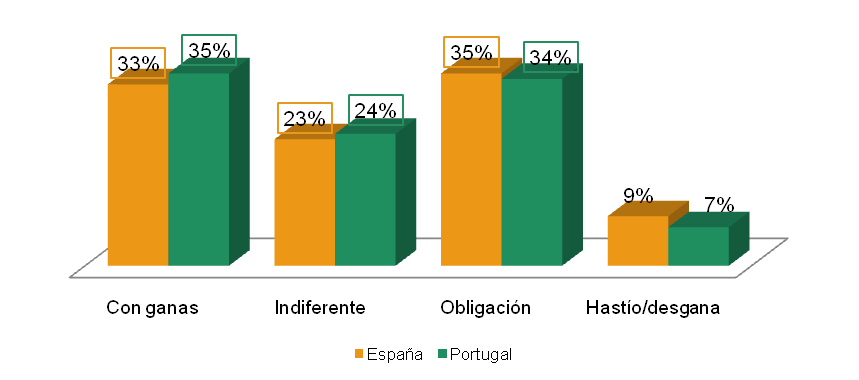 33% 35% 23% 24% 35% 34% 9% 7%
Con ganas Indiferente Obligación Hastío/desgana
España Portugal